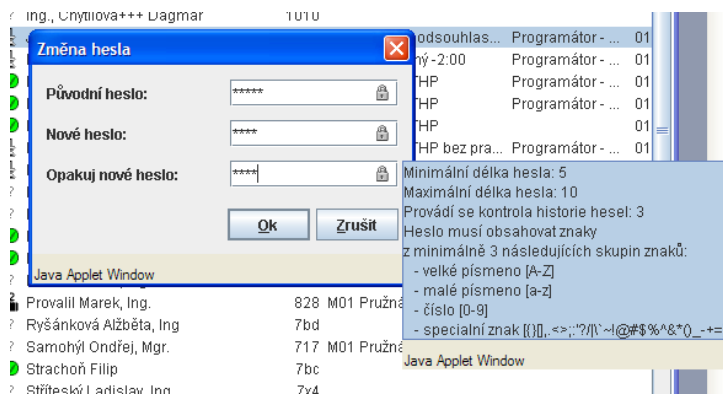 Ing., Chytilová+++ Dagmar 1010
odsouhlas... Programátor - ... 01
Změna hesla
ný -2:00 Programátor - ... 01
THP Programátor - ... 01
Původní heslo: *****
THP Programátor - ... 01
THP 01
Nové heslo: ****
THP bez pra... Programátor - ... 01
Opakuj nové heslo: ****
Ok Zrušit
Java Applet Window
Minimální délka hesla: 5
Maximální délka hesla: 10
Provádí se kontrola historie hesel: 3
Heslo musí obsahovat znaky
z minimálně 3 následujících skupin znaků:
- velké písmeno [A-Z]
- malé písmeno [a-z]
- číslo [0-9]
- specialní znak [{}[],.<>;:'?/|\`~!@#$%^&*()_-+=
Java Applet Window
Provalil Marek, Ing. 828 M01 Pružná
? Ryšánková Alžběta, Ing 7bd
? Samohýl Ondřej, Mgr. 717 M01 Pružná
Strachoň Filip 7bc
? Stříteský Ladislav, Ing 7x4